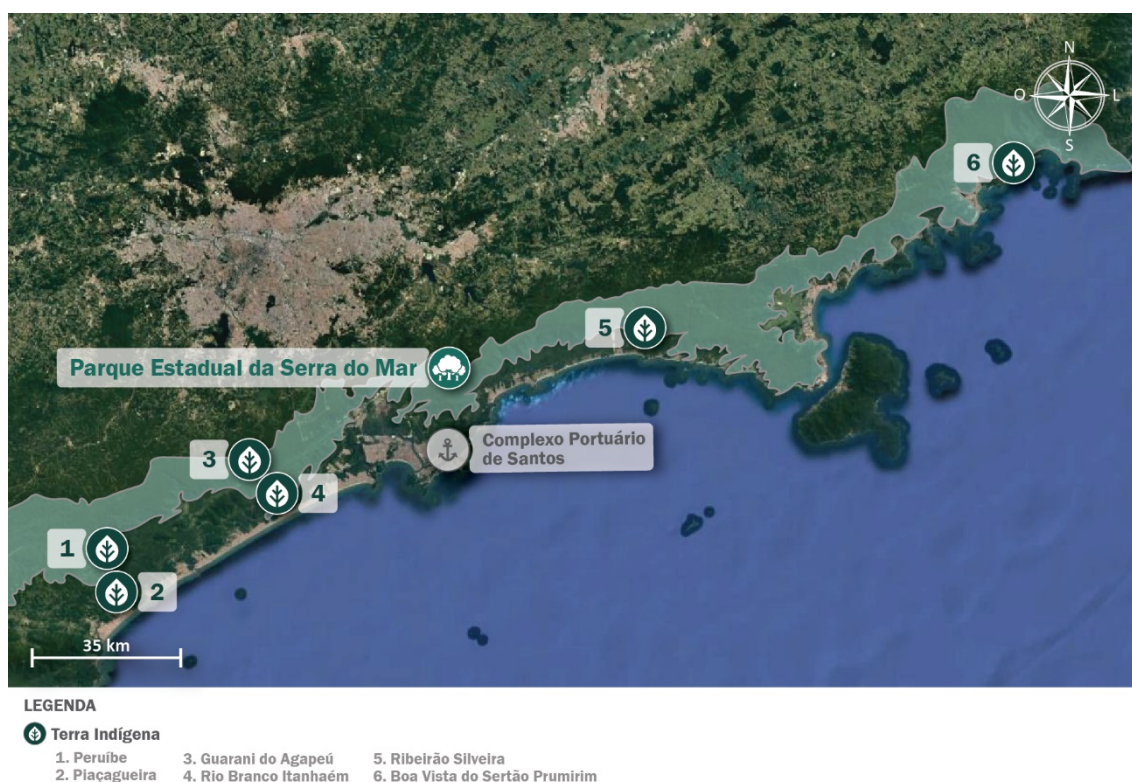 N
O L
S
6
5
Parque Estadual da Serra do Mar
Complexo Portuário
de Santos
3
4
1
2
35 km
LEGENDA
Terra Indígena
1. Peruíbe
2. Piaçagueira
3. Guarani do Agapeú
4. Rio Branco Itanhaém
5. Ribeirão Silveira
6. Boa Vista do Sertão Prumirim